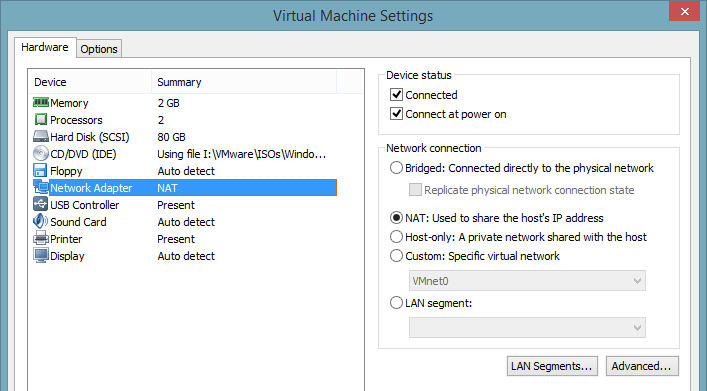 Virtual Machine Settings
Hardware Options
Device Summary
Memory 2 GB
Processors 2
Hard Disk (SCSI) 80 GB
CD/DVD (IDE) Using file I:\VMware\ISOs\Windo...
Floppy Auto detect
Network Adapter NAT
USB Controller Present
Sound Card Auto detect
Printer Present
Display Auto detect
Device status
Connected
Connect at power on
Network connection
Bridged: Connected directly to the physical network
Replicate physical network connection state
NAT: Used to share the host's IP address
Host-only: A private network shared with the host
Custom: Specific virtual network
VMnet0
LAN segment:
LAN Segments... Advanced...